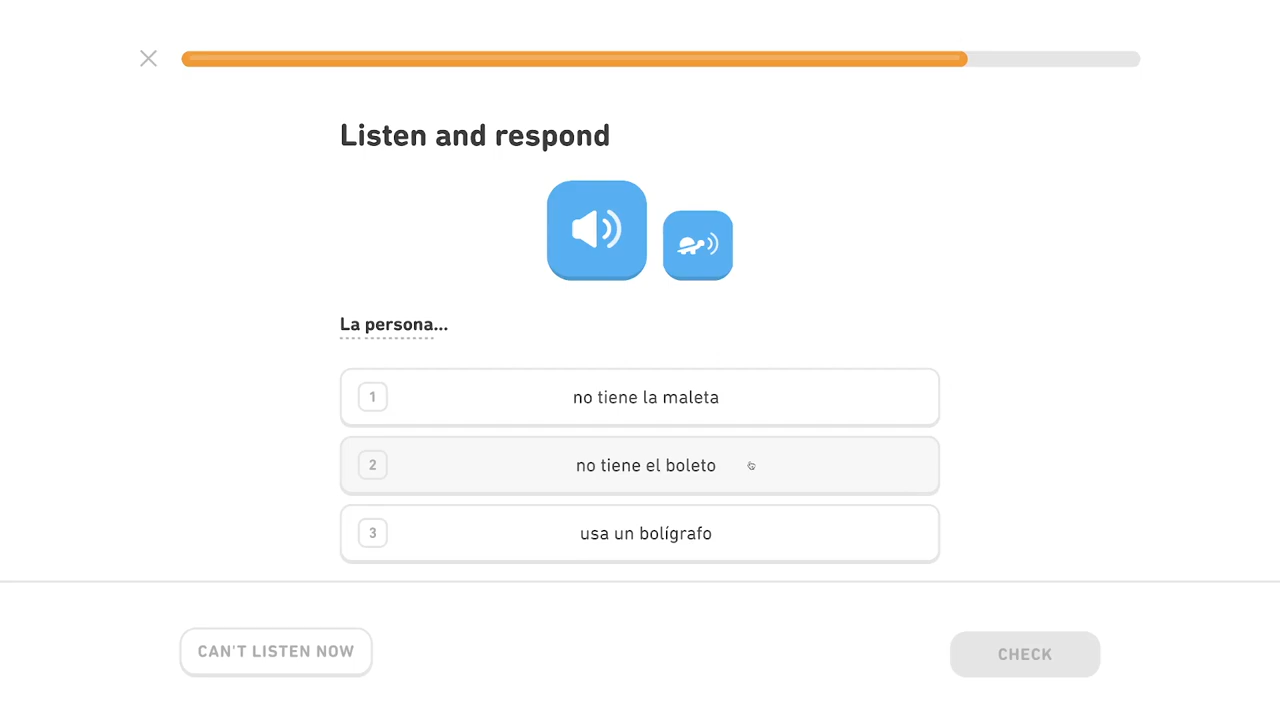 Listen and respond
La persona...
1 no tiene la maleta
2 no tiene el boleto
3 usa un bolígrafo
CAN'T LISTEN NOW
CHECK